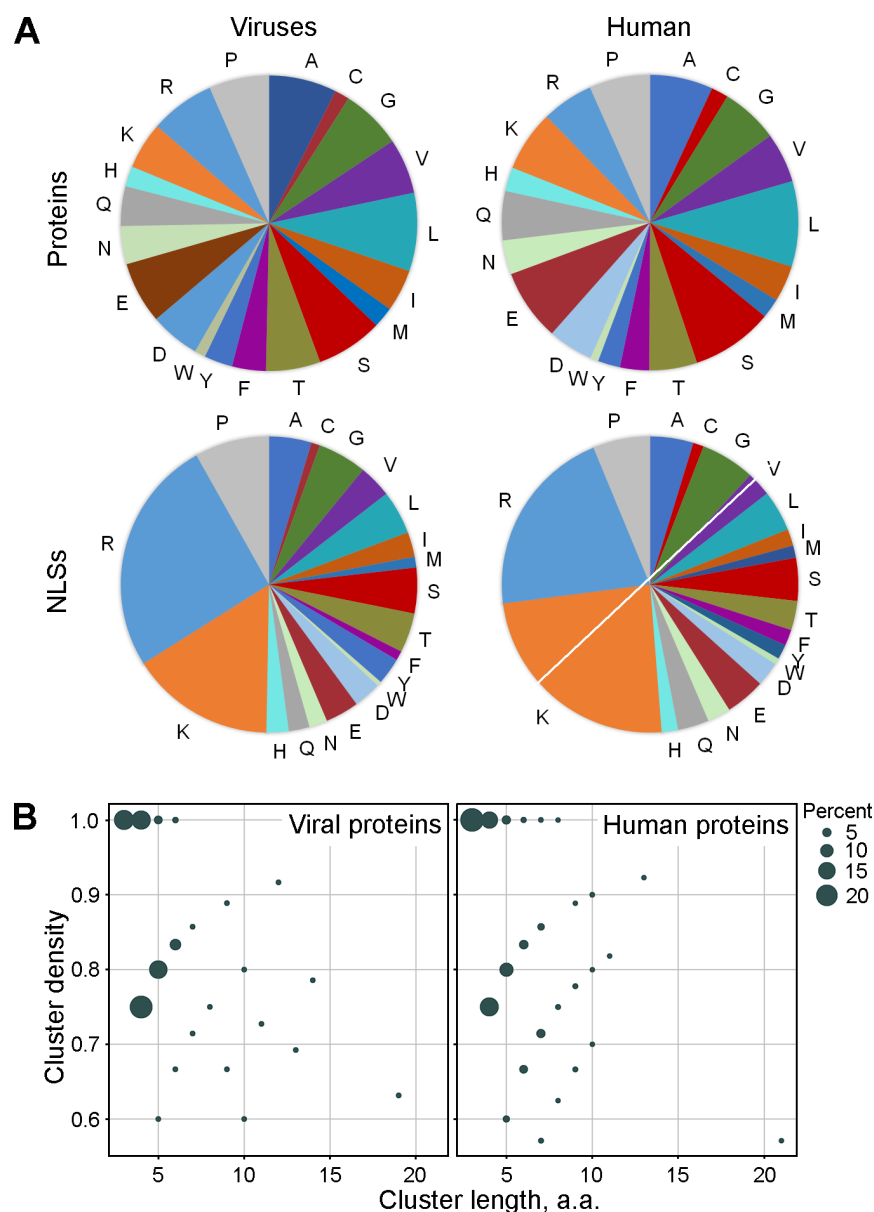 A
Viruses
Human
Proteins
P
A
C
G
V
L
I
M
S
T
F
Y
W
D
E
N
Q
H
K
R
P
A
C
G
V
L
I
M
S
T
F
Y
W
D
E
N
Q
H
K
R
NLSs
P
A
C
G
V
L
I
M
S
T
F
Y
W
D
E
N
Q
H
K
R
P
A
C
G
V
L
I
M
S
T
F
Y
W
D
E
N
Q
H
K
R
B
Viral proteins
Human proteins
Percent
5
10
15
20
Cluster density
1.0
0.9
0.8
0.7
0.6
5 10 15 20
5 10 15 20
Cluster length, a.a.